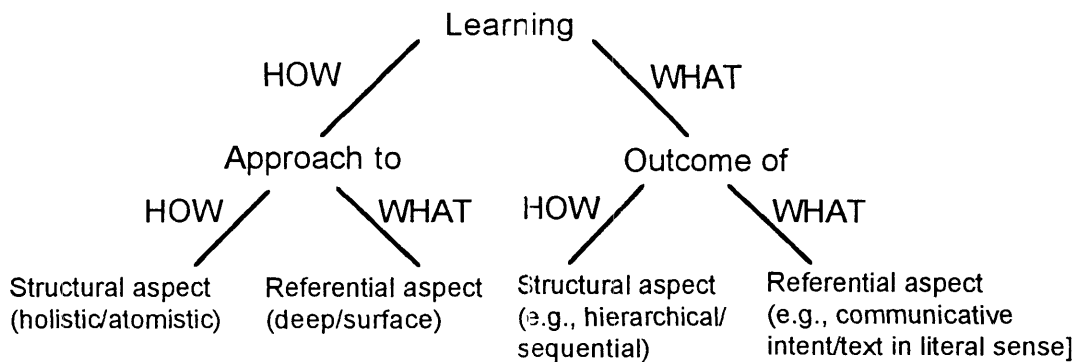 Learning
HOW
WHAT
Approach to
Outcome of
HOW
WHAT
HOW
WHAT
Structural aspect
(holistic/atomistic)
Referential aspect
(deep/surface)
Structural aspect
(e.g., hierarchical/
sequential)
Referential aspect
(e.g., communicative
intent/text in literal sense]